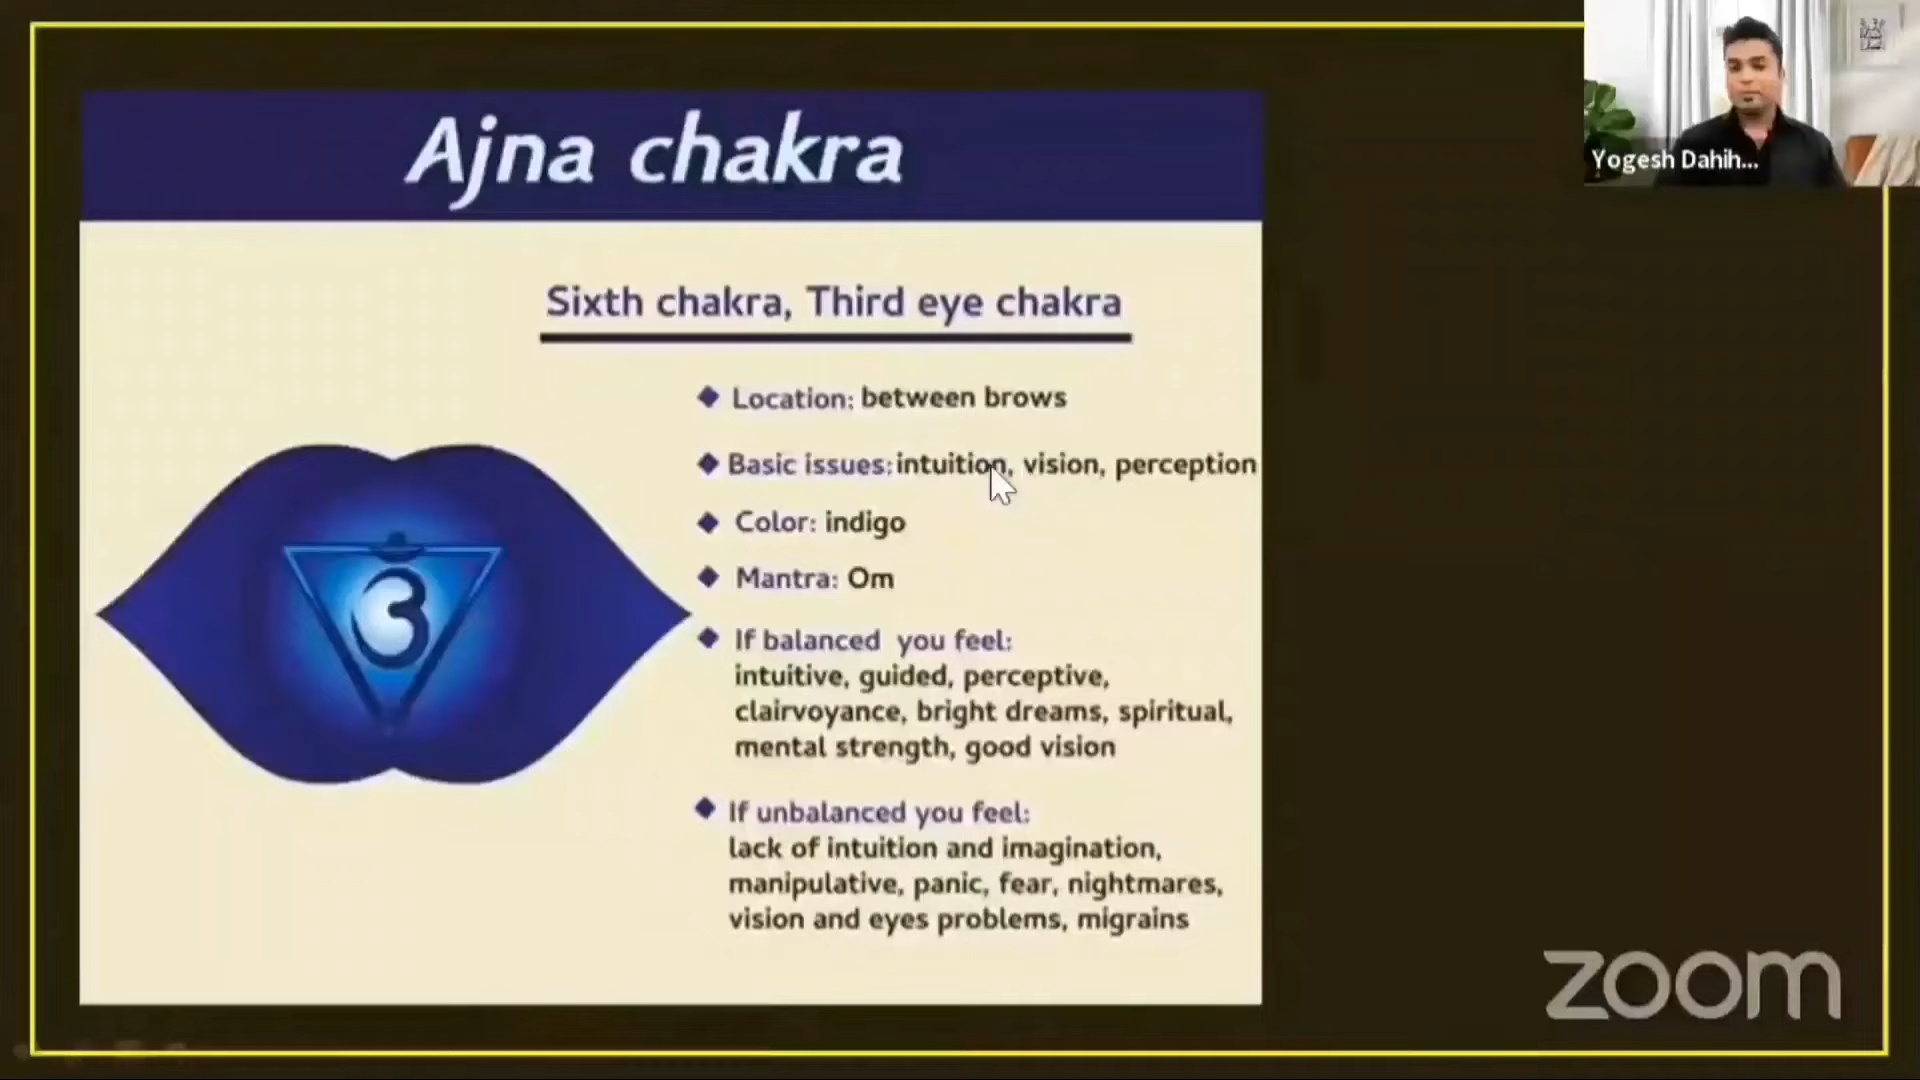 Ajna chakra
Yogesh Dahih...
Sixth chakra, Third eye chakra
Location: between brows
Basic issues: intuition, vision, perception
Color: indigo
Mantra: Om
If balanced you feel:
intuitive, guided, perceptive,
clairvoyance, bright dreams, spiritual,
mental strength, good vision
If unbalanced you feel:
lack of intuition and imagination,
manipulative, panic, fear, nightmares,
vision and eyes problems, migrains
zoom